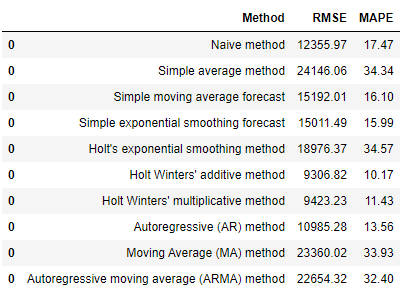 Method RMSE MAPE
0 Naive method 12355.97 17.47
0 Simple average method 24146.06 34.34
0 Simple moving average forecast 15192.01 16.10
0 Simple exponential smoothing forecast 15011.49 15.99
0 Holt's exponential smoothing method 18976.37 34.57
0 Holt Winters' additive method 9306.82 10.17
0 Holt Winters' multiplicative method 9423.23 11.43
0 Autoregressive (AR) method 10985.28 13.56
0 Moving Average (MA) method 23360.02 33.93
0 Autoregressive moving average (ARMA) method 22654.32 32.40